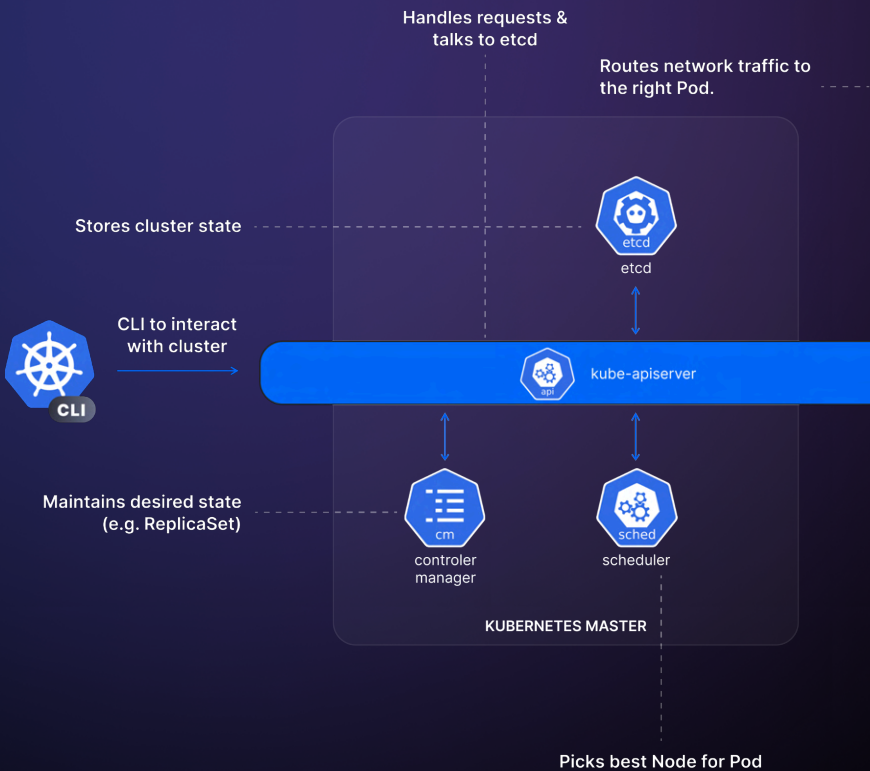 Handles requests &
talks to etcd
Routes network traffic to
the right Pod.
Stores cluster state
etcd
etcd
CLI to interact
with cluster
CLI
api
kube-apiserver
Maintains desired state
(e.g. ReplicaSet)
cm
controler
manager
sched
scheduler
KUBERNETES MASTER
Picks best Node for Pod